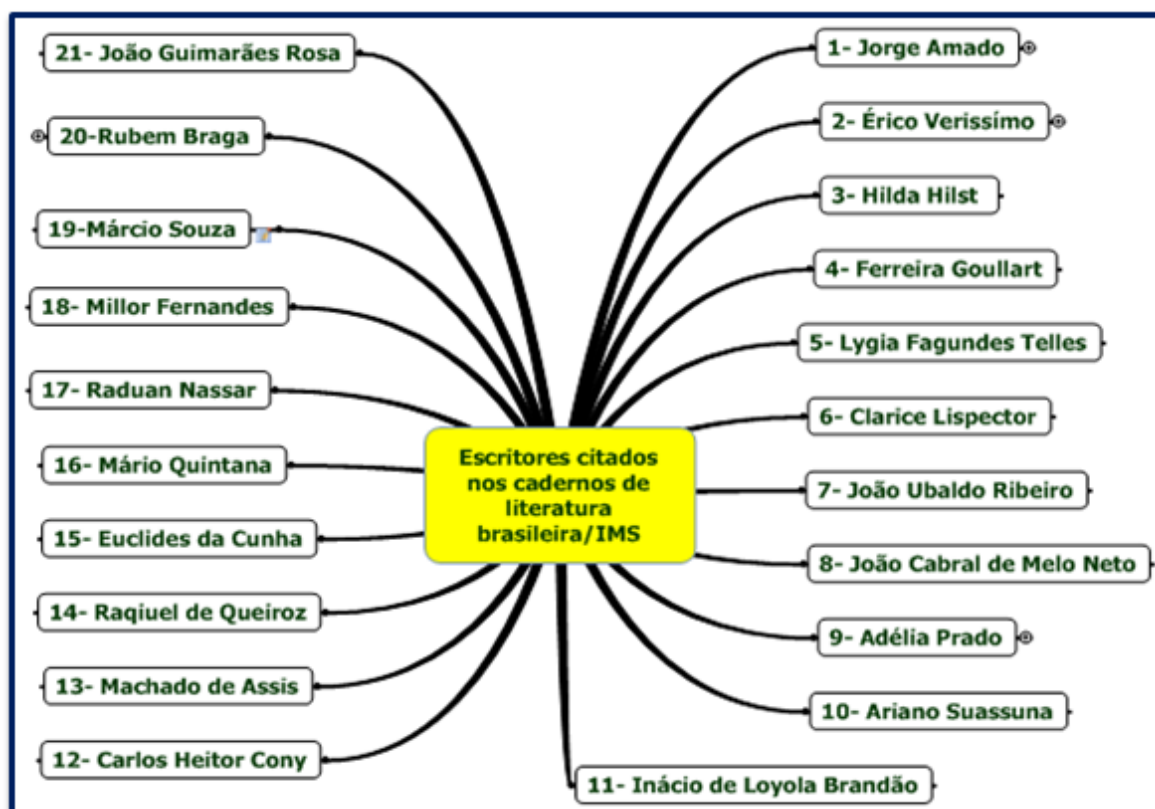 Escritores citados
nos cadernos de
literatura
brasileira/IMS
1- Jorge Amado
2- Érico Verissímo
3- Hilda Hilst
4- Ferreira Goullart
5- Lygia Fagundes Telles
6- Clarice Lispector
7- João Ubaldo Ribeiro
8- João Cabral de Melo Neto
9- Adélia Prado
10- Ariano Suassuna
11- Inácio de Loyola Brandão
12- Carlos Heitor Cony
13- Machado de Assis
14- Raqiuel de Queiroz
15- Euclides da Cunha
16- Mário Quintana
17- Raduan Nassar
18- Millor Fernandes
19-Márcio Souza
20-Rubem Braga
21- João Guimarães Rosa